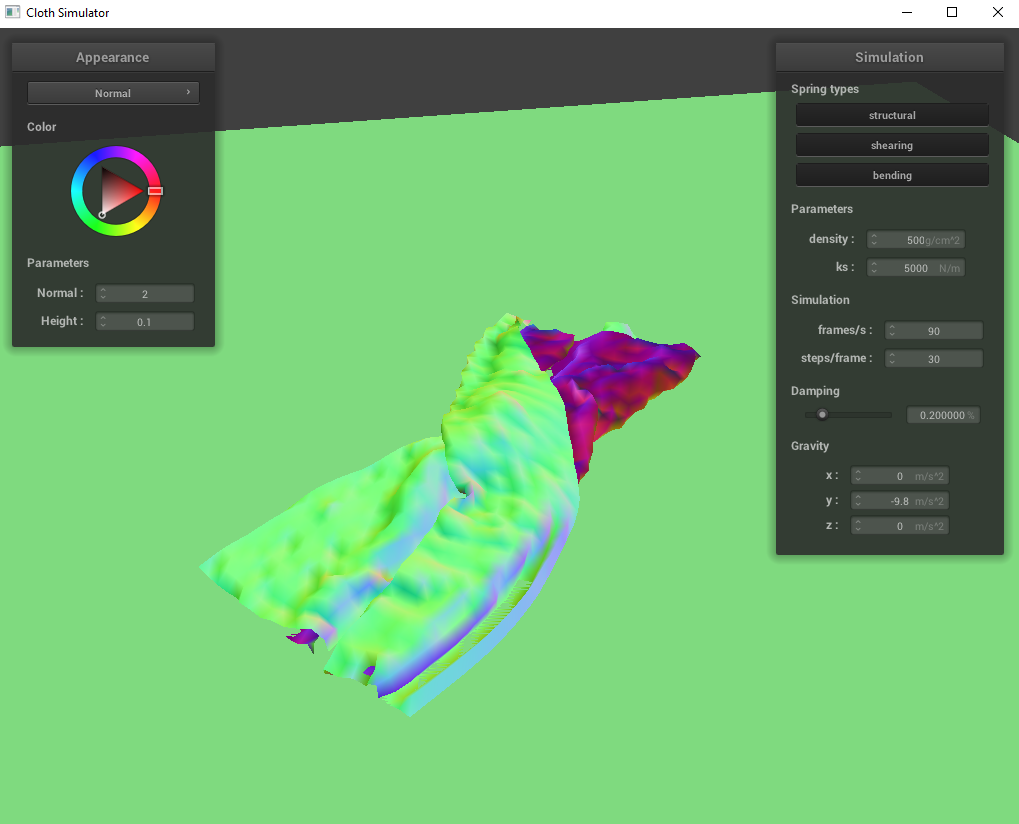 Cloth Simulator
Appearance
Normal
Color
Parameters
Normal : 2
Height : 0.1
Simulation
Spring types
structural
shearing
bending
Parameters
density : 500 g/cm^2
ks : 5000 N/m
Simulation
frames/s : 90
steps/frame : 30
Damping
0.200000 %
Gravity
x : 0 m/s^2
y : -9.8 m/s^2
z : 0 m/s^2